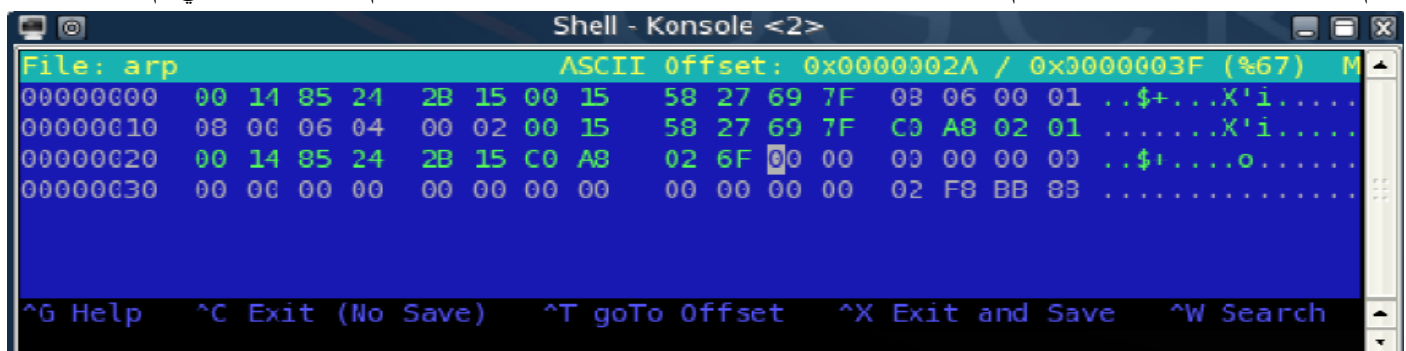 Shell - Konsole <2>
File: arp ASCII Offset: 0x0000002A / 0x0000003F (%67) M
00000000 00 14 85 24 2B 15 00 15 58 27 69 7F 08 06 00 01 ..$+...X'i.....
00000010 08 00 06 04 00 02 00 15 58 27 69 7F C0 A8 02 01 .......X'i.....
00000020 00 14 85 24 2B 15 C0 A8 02 6F 00 00 00 00 00 00 ..$+....o......
00000030 00 00 00 00 00 00 00 00 00 00 00 00 02 F8 BB 88 ...............
^G Help ^C Exit (No Save) ^T goTo Offset ^X Exit and Save ^W Search